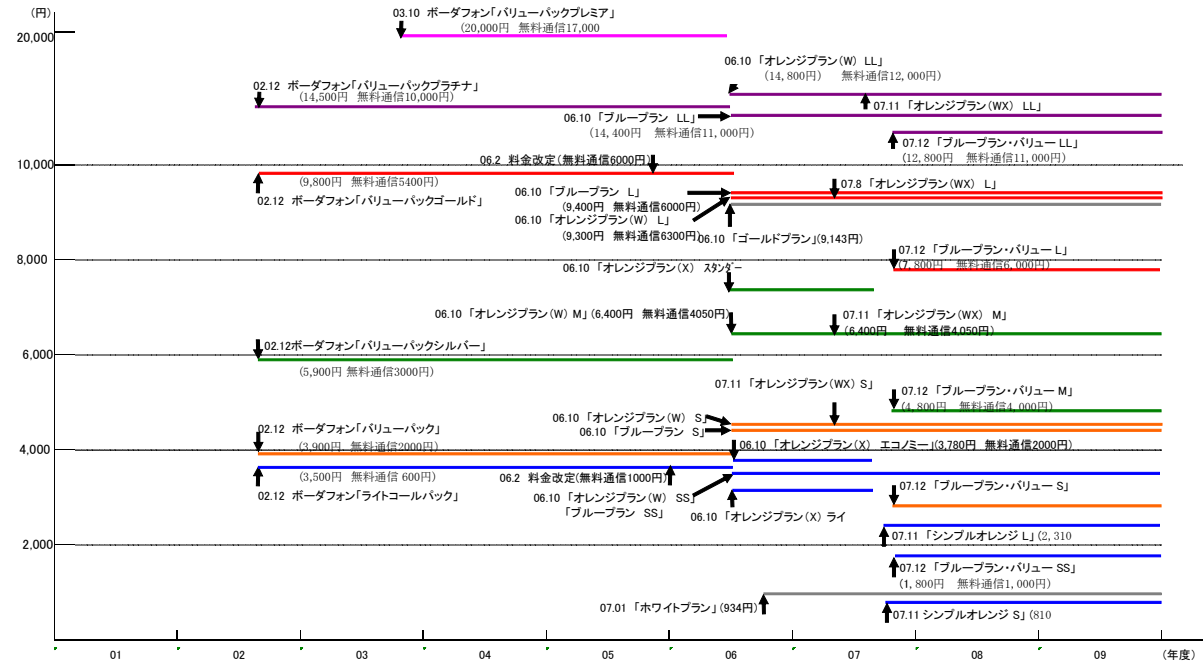 (円)
20,000
03.10 ボーダフォン「バリューパックプレミア」
(20,000円 無料通信17,000
02.12 ボーダフォン「バリューパックプラチナ」
(14,500円 無料通信10,000円)
06.10 「オレンジプラン(W) LL」
(14,800円) 無料通信12,000円)
07.11 「オレンジプラン(WX) LL」
06.10 「ブループラン LL」
(14,400円 無料通信11,000円)
07.12 「ブループラン・バリュー LL」
(12,800円 無料通信11,000円)
10,000
06.2 料金改定(無料通信6000円)
(9,800円 無料通信5400円)
02.12 ボーダフォン「バリューパックゴールド」
06.10 「ブループラン L」
(9,400円 無料通信6000円)
07.8 「オレンジプラン(WX) L」
06.10 「オレンジプラン(W) L」
(9,300円 無料通信6300円)
06.10 「ゴールドプラン」(9,143円)
8,000
07.12 「ブループラン・バリュー L」
(7,800円 無料通信6,000円)
06.10 「オレンジプラン(X) スタンダー
06.10 「オレンジプラン(W) M」(6,400円 無料通信4050円)
07.11 「オレンジプラン(WX) M」
(6,400円 無料通信4,050円)
6,000
02.12ボーダフォン「バリューパックシルバー」
(5,900円 無料通信3000円)
07.11 「オレンジプラン(WX) S」
07.12 「ブループラン・バリュー M」
(4,800円 無料通信4,000円)
06.10 「オレンジプラン(W) S」
06.10 「ブループラン S」
02.12 ボーダフォン「バリューパック」
(3,900円 無料通信2000円)
4,000
06.10 「オレンジプラン(X) エコノミー」(3,780円 無料通信2000円)
(3,500円 無料通信 600円)
06.2 料金改定(無料通信1000円)
02.12 ボーダフォン「ライトコールパック」
06.10 「オレンジプラン(W) SS」
「ブループラン SS」
06.10 「オレンジプラン(X) ライ
07.12 「ブループラン・バリュー S」
07.11 「シンプルオレンジ L」(2,310
2,000
07.12 「ブループラン・バリュー SS」
(1,800円 無料通信1,000円)
07.01 「ホワイトプラン」(934円)
07.11 シンプルオレンジ S」(810
01 02 03 04 05 06 07 08 09 (年度)